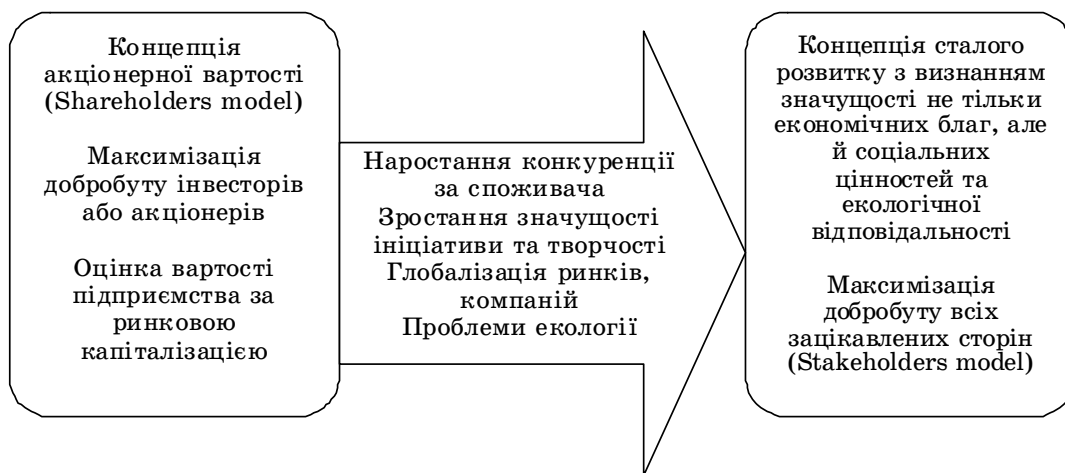 Концепція
акціонерної вартості
(Shareholders model)
Максимізація
добробуту інвесторів
або акціонерів
Оцінка вартості
підприємства за
ринковою
капіталізацією
Наростання конкуренції
за споживача
Зростання значущості
ініціативи та творчості
Глобалізація ринків,
компаній
Проблеми екології
Концепція сталого
розвитку з визнанням
значущості не тільки
економічних благ, але
й соціальних
цінностей та
екологічної
відповідальності
Максимізація
добробуту всіх
зацікавлених сторін
(Stakeholders model)